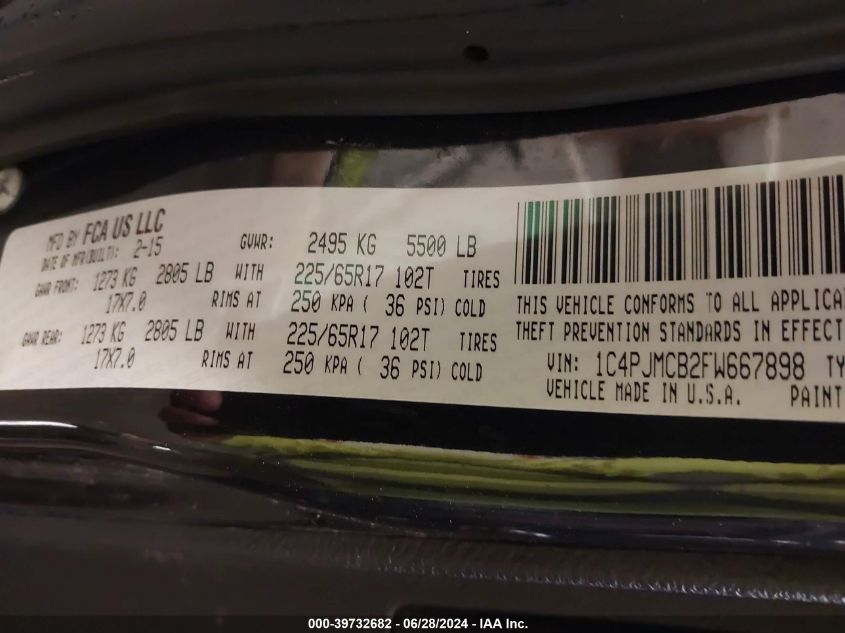 MFD BY FCA US LLC
DATE OF MFR(BUILT): 2-15 GVWR: 2495 KG 5500 LB
GAWR FRONT: 1273 KG 2805 LB WITH 225/65R17 102T TIRES
17X7.0 RIMS AT 250 KPA ( 36 PSI) COLD
GAWR REAR: 1273 KG 2805 LB WITH 225/65R17 102T TIRES
17X7.0 RIMS AT 250 KPA ( 36 PSI) COLD
THIS VEHICLE CONFORMS TO ALL APPLICA
THEFT PREVENTION STANDARDS IN EFFECT
VIN: 1C4PJMCB2FW667898 TY
VEHICLE MADE IN U.S.A. PAINT
000-39732682 / 06/28/2024 - IAA Inc.